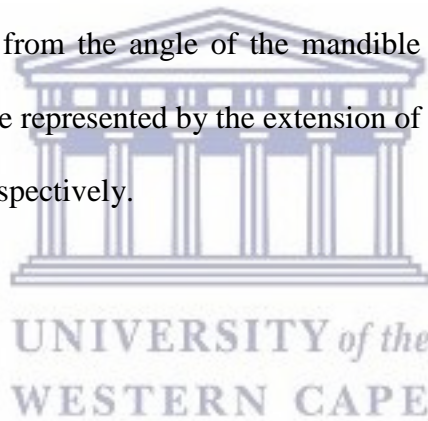 from the angle of the mandible
e represented by the extension of
spectively.
UNIVERSITY of the
WESTERN CAPE